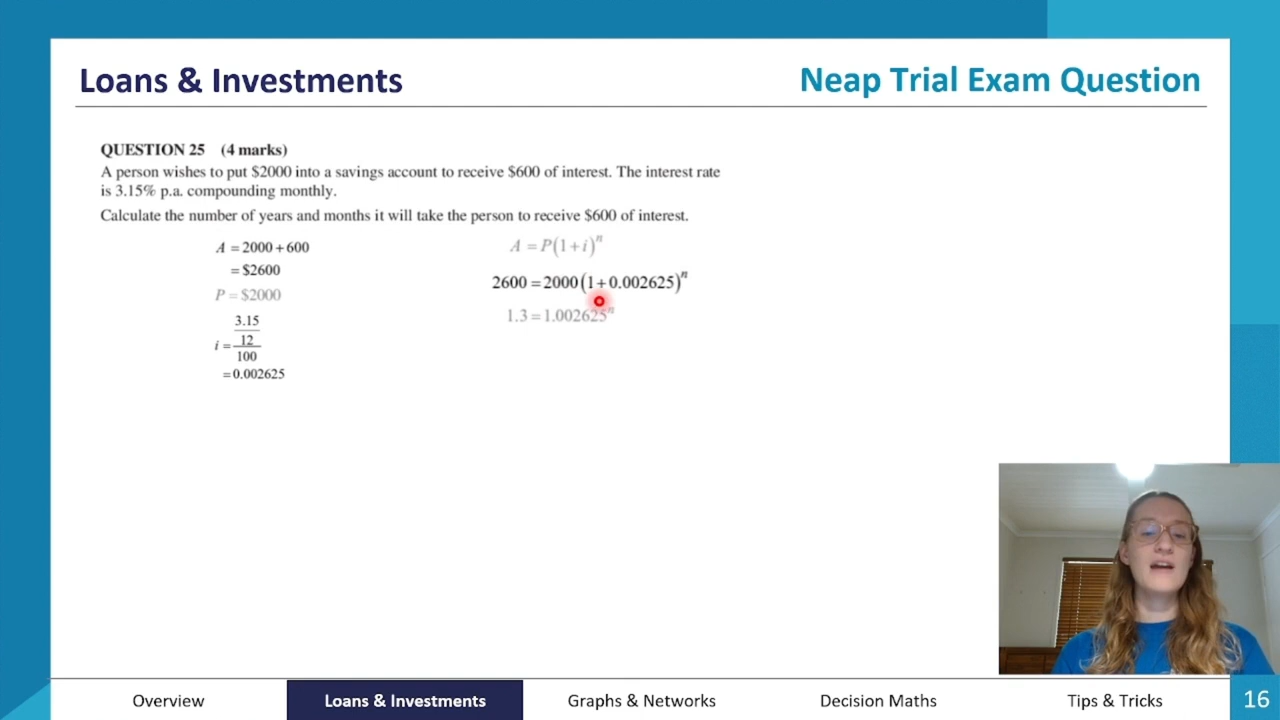 Loans & Investments
Neap Trial Exam Question
QUESTION 25 (4 marks)
A person wishes to put $2000 into a savings account to receive $600 of interest. The interest rate
is 3.15% p.a. compounding monthly.
Calculate the number of years and months it will take the person to receive $600 of interest.
A = 2000 + 600
= $2600
P = $2000
i = 3.15
12
100
= 0.002625
A = P(1+i)^n
2600 = 2000(1+0.002625)^n
1.3 = 1.002625^n
Overview
Loans & Investments
Graphs & Networks
Decision Maths
Tips & Tricks
16